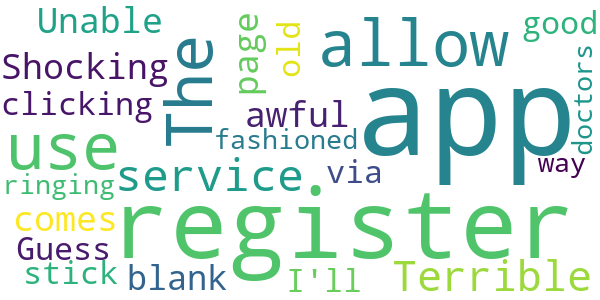 Unable
Shocking
clicking
The
page
old
allow
good
doctors
awful
app
fashioned
use
service.
via
way
ringing
comes
register
Guess
stick
blank
I'll
Terrible